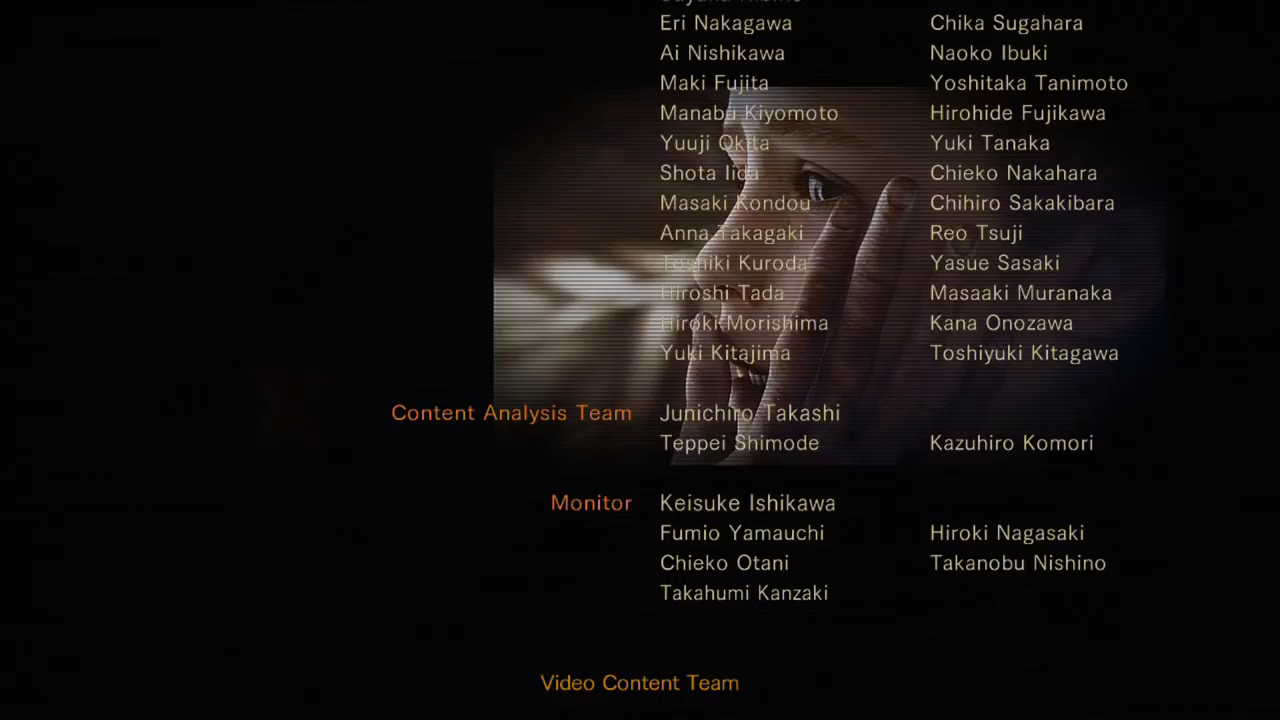 Eri Nakagawa Chika Sugahara
Ai Nishikawa Naoko Ibuki
Maki Fujita Yoshitaka Tanimoto
Manabu Kiyomoto Hirohide Fujikawa
Yuuji Okita Yuki Tanaka
Shota Iida Chieko Nakahara
Masaki Kondou Chihiro Sakakibara
Anna Takagaki Reo Tsuji
Toshiki Kuroda Yasue Sasaki
Hiroshi Tada Masaaki Muranaka
Hiroki Morishima Kana Onozawa
Yuki Kitajima Toshiyuki Kitagawa
Content Analysis Team Junichiro Takashi
Teppei Shimode Kazuhiro Komori
Monitor Keisuke Ishikawa
Fumio Yamauchi Hiroki Nagasaki
Chieko Otani Takanobu Nishino
Takahumi Kanzaki
Video Content Team